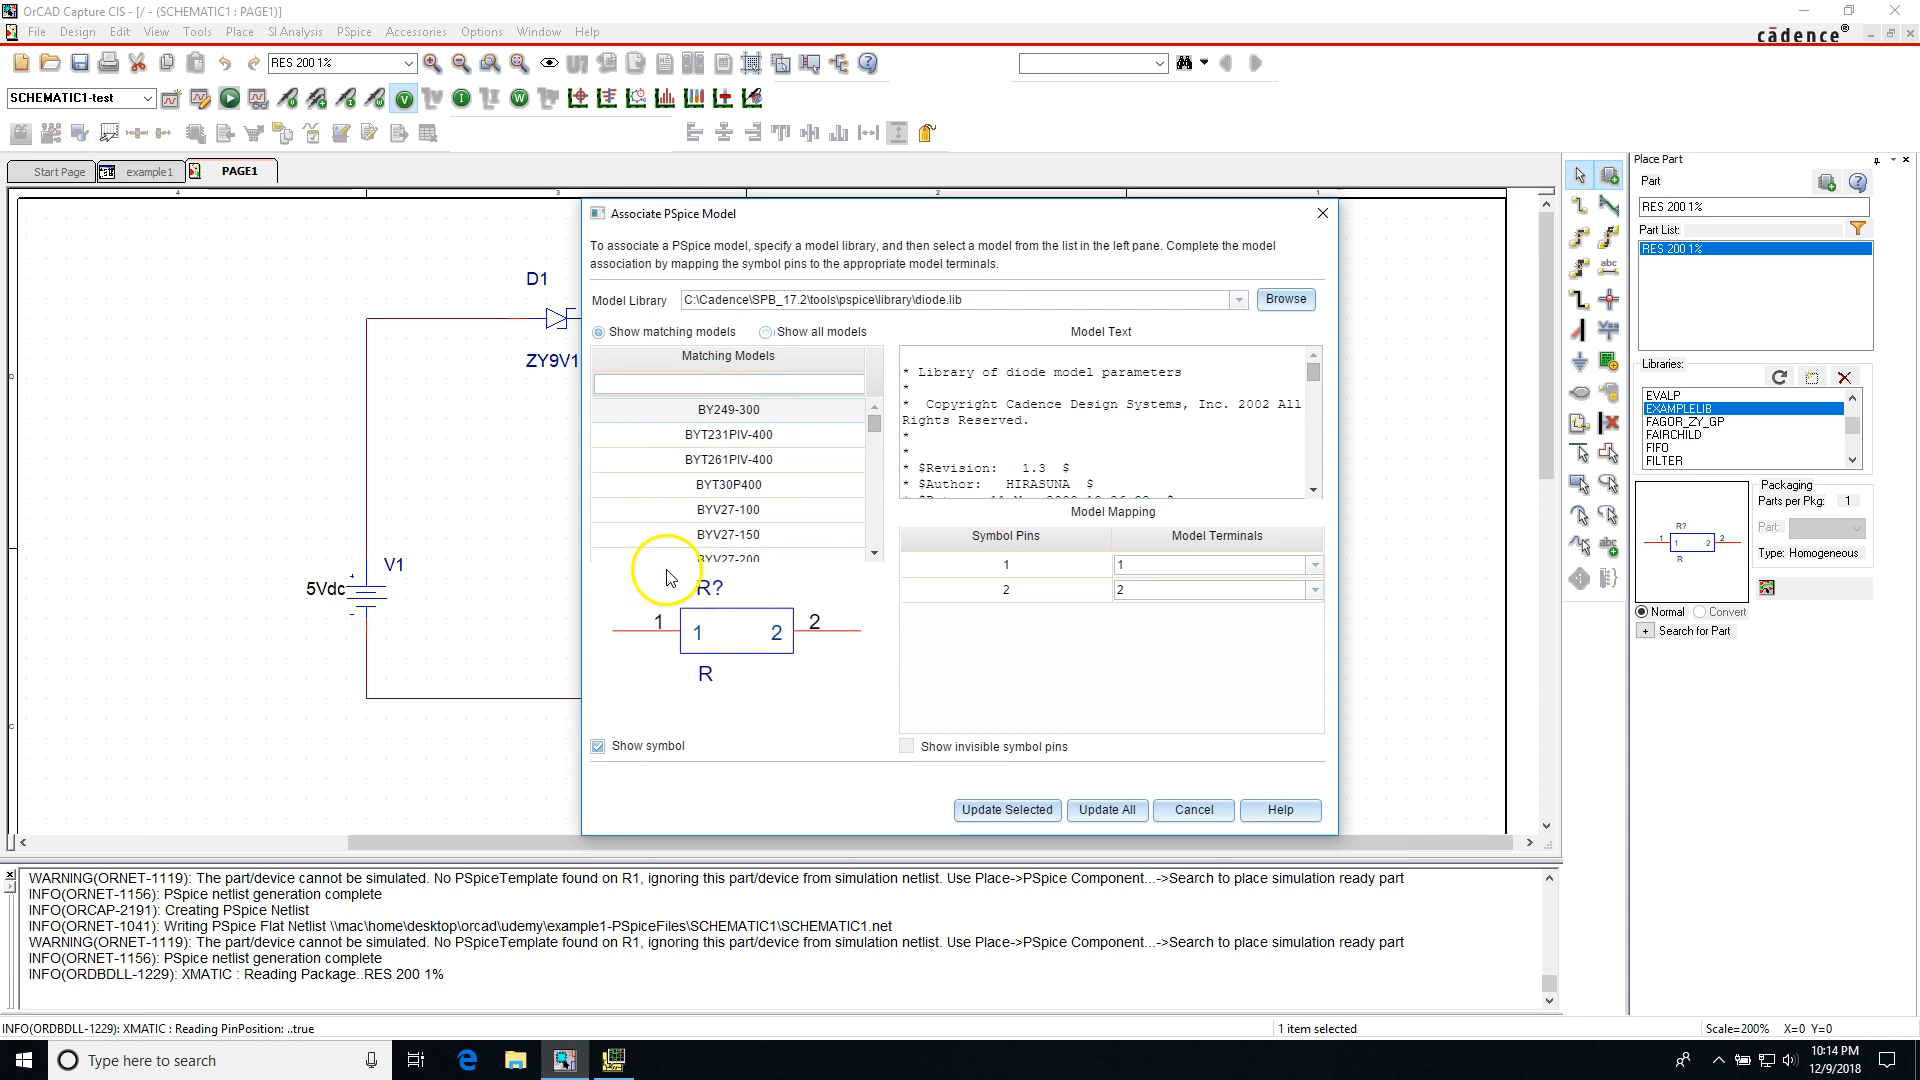 OrCAD Capture CIS - [/ - (SCHEMATIC1 : PAGE1)]
File Design Edit View Tools Place SI Analysis PSpice Accessories Options Window Help
cādence®
RES 200 1%
SCHEMATIC1-test
Start Page example1 PAGE1
4 3 2 1
D
C
D1
ZY9V1
V1
5Vdc
Associate PSpice Model
To associate a PSpice model, specify a model library, and then select a model from the list in the left pane. Complete the model
association by mapping the symbol pins to the appropriate model terminals.
Model Library C:\Cadence\SPB_17.2\tools\pspice\library\diode.lib Browse
Show matching models Show all models Model Text
Matching Models
BY249-300
BYT231PIV-400
BYT261PIV-400
BYT30P400
BYV27-100
BYV27-150
BYV27-200
* Library of diode model parameters
*
* Copyright Cadence Design Systems, Inc. 2002 All
Rights Reserved.
*
*
* $Revision: 1.3 $
* $Author: HIRASUNA $
Model Mapping
Symbol Pins Model Terminals
1 1
2 2
R?
1 1 2 2
R
Show symbol
Show invisible symbol pins
Update Selected Update All Cancel Help
Place Part
Part
RES 200 1%
Part List:
RES 200 1%
Libraries:
EVALP
EXAMPLELIB
FAGOR_ZY_GP
FAIRCHILD
FIFO
FILTER
R?
1 1 2 2
R
Packaging
Parts per Pkg: 1
Part:
Type: Homogeneous
Normal Convert
+ Search for Part
WARNING(ORNET-1119): The part/device cannot be simulated. No PSpiceTemplate found on R1, ignoring this part/device from simulation netlist. Use Place->PSpice Component...->Search to place simulation ready part
INFO(ORNET-1156): PSpice netlist generation complete
INFO(ORCAP-2191): Creating PSpice Netlist
INFO(ORNET-1041): Writing PSpice Flat Netlist \\mac\home\desktop\orcad\udemy\example1-PSpiceFiles\SCHEMATIC1\SCHEMATIC1.net
WARNING(ORNET-1119): The part/device cannot be simulated. No PSpiceTemplate found on R1, ignoring this part/device from simulation netlist. Use Place->PSpice Component...->Search to place simulation ready part
INFO(ORNET-1156): PSpice netlist generation complete
INFO(ORDBDLL-1229): XMATIC : Reading Package..RES 200 1%
INFO(ORDBDLL-1229): XMATIC : Reading PinPosition: ..true
1 item selected
Scale=200% X=0 Y=0
Type here to search
10:14 PM
12/9/2018